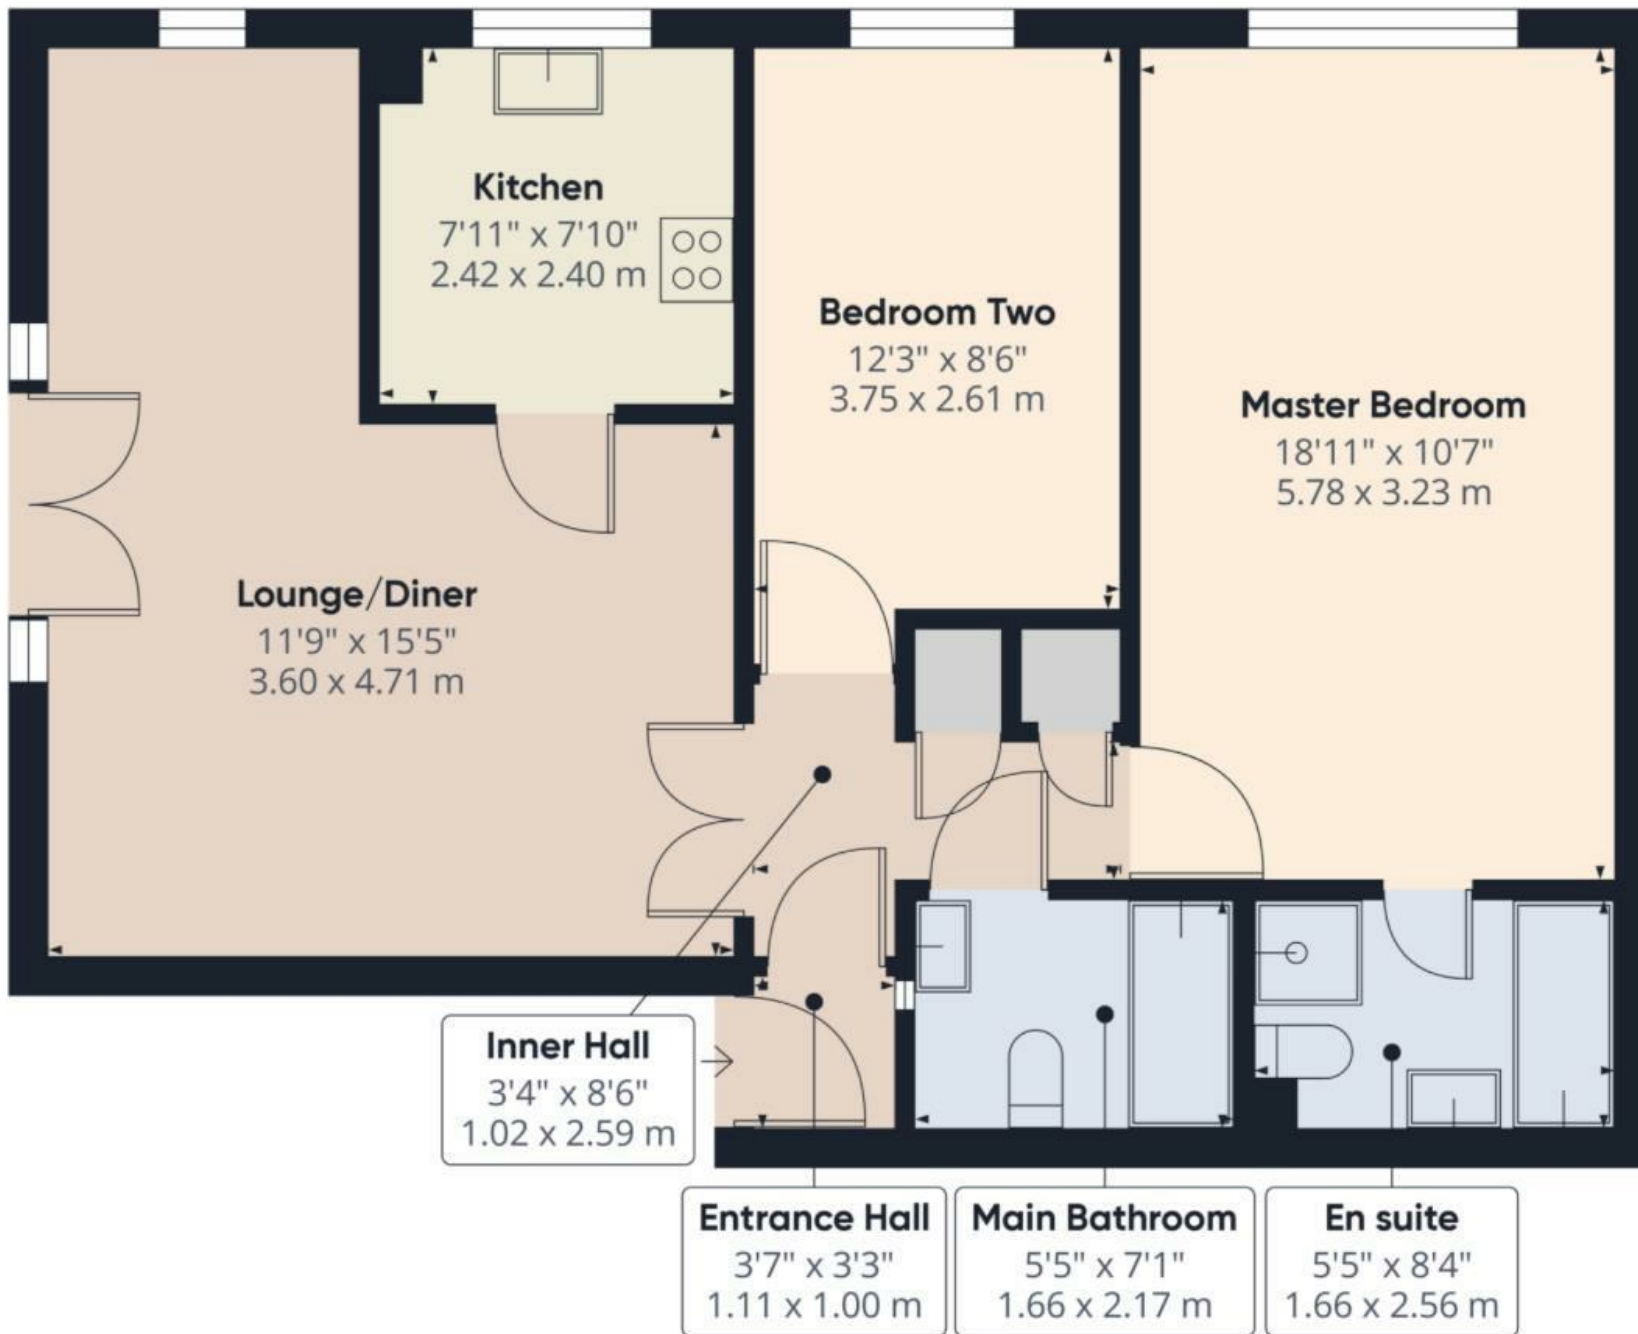 Kitchen
7'11" x 7'10"
2.42 x 2.40 m
Bedroom Two
12'3" x 8'6"
3.75 x 2.61 m
Master Bedroom
18'11" x 10'7"
5.78 x 3.23 m
Lounge/Diner
11'9" x 15'5"
3.60 x 4.71 m
Inner Hall
3'4" x 8'6"
1.02 x 2.59 m
Entrance Hall
3'7" x 3'3"
1.11 x 1.00 m
Main Bathroom
5'5" x 7'1"
1.66 x 2.17 m
En suite
5'5" x 8'4"
1.66 x 2.56 m